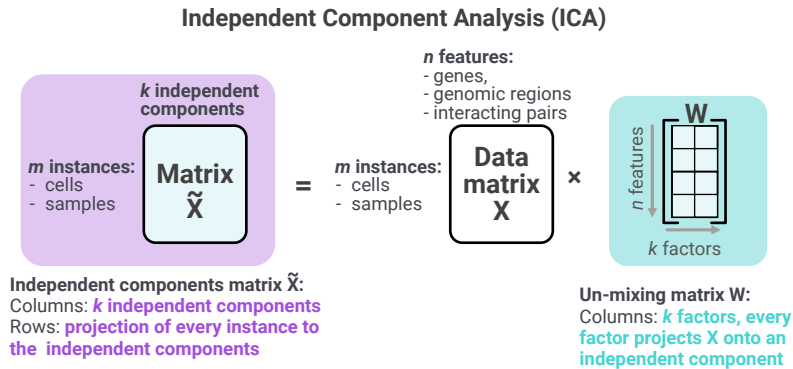 Independent Component Analysis (ICA)
k independent
components
m instances:
- cells
- samples
Matrix
X̃
=
n features:
- genes,
- genomic regions
- interacting pairs
m instances:
- cells
- samples
Data
matrix
X
×
W
n features
k factors
Independent components matrix X̃:
Columns: k independent components
Rows: projection of every instance to
the independent components
Un-mixing matrix W:
Columns: k factors, every
factor projects X onto an
independent component